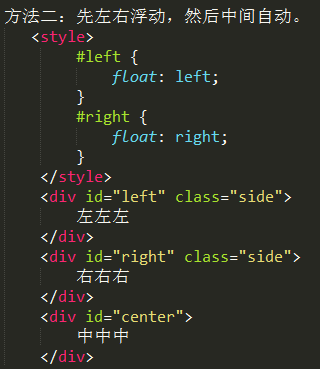 方法二：先左右浮动，然后中间自动。
<style>
#left {
float: left;
}
#right {
float: right;
}
</style>
<div id="left" class="side">
左左左
</div>
<div id="right" class="side">
右右右
</div>
<div id="center">
中中中
</div>